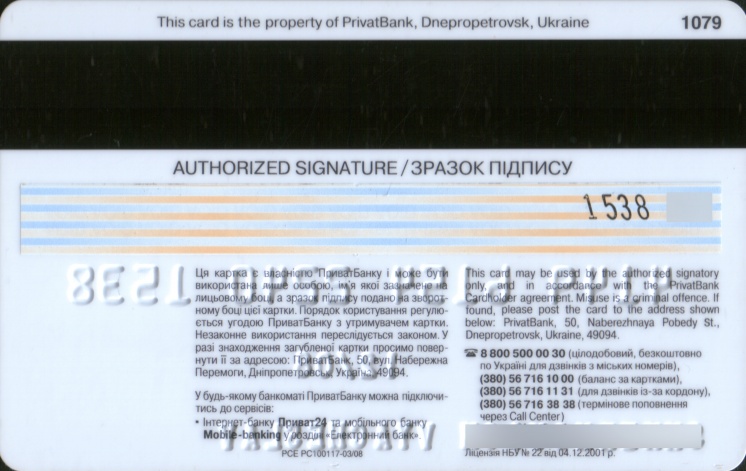 This card is the property of PrivatBank, Dnepropetrovsk, Ukraine
1079
AUTHORIZED SIGNATURE / ЗРАЗОК ПІДПИСУ
1538
Ця картка є власністю ПриватБанку і може бути
використана лише особою, ім'я якої зазначене на
лицьовому боці а зразок підпису подано на зворот-
ному боці цієї картки. Порядок користування регулю-
ється угодою ПриватБанку з утримувачем картки.
Незаконне використання переслідується законом. У
разі знаходження загубленої картки просимо повер-
нути її за адресою: ПриватБанк, 50, вул. Набережна
Перемоги, Дніпропетровськ, Україна, 49094.
У будь-якому банкоматі ПриватБанку можна підключи-
тись до сервісів:
• Інтернет-банку Приват24 та мобільного банку
Mobile-banking у розділі «Електронний банк».
PCE PC100117-03/08
This card may be used by the authorized signatory
only and in accordance with the PrivatBank
Cardholder agreement. Misuse is a criminal offence. If
found, please post the card to the address shown
below: PrivatBank, 50, Naberezhnaya Pobedy St.,
Dnepropetrovsk, Ukraine, 49094.
☎ 8 800 500 00 30 (цілодобовий, безкоштовно
по Україні для дзвінків з міських номерів),
(380) 56 716 10 00 (баланс за картками),
(380) 56 716 11 31 (для дзвінків із-за кордону),
(380) 56 716 38 38 (термінове поповнення
через Call Center)
Ліцензія НБУ № 22 від 04.12.2001 р.